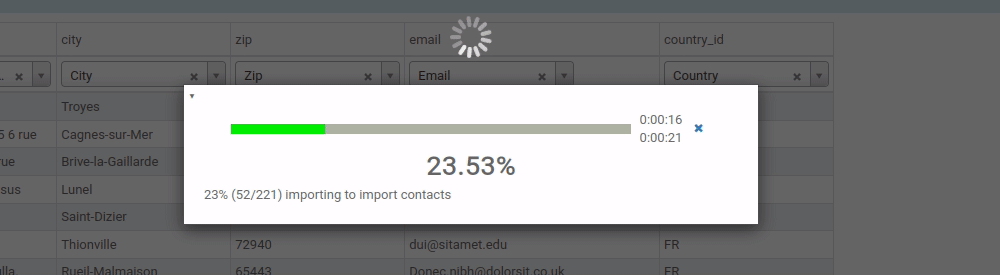 city zip email country_id
.. City Zip Email Country
Troyes
5 6 rue Cagnes-sur-Mer
rue Brive-la-Gaillarde
sus Lunel
Saint-Dizier
Thionville 72940 dui@sitamet.edu FR
ulla. Rueil-Malmaison 65443 Donec.nibh@dolorsit.co.uk FR
0:00:16
0:00:21
23.53%
23% (52/221) importing to import contacts